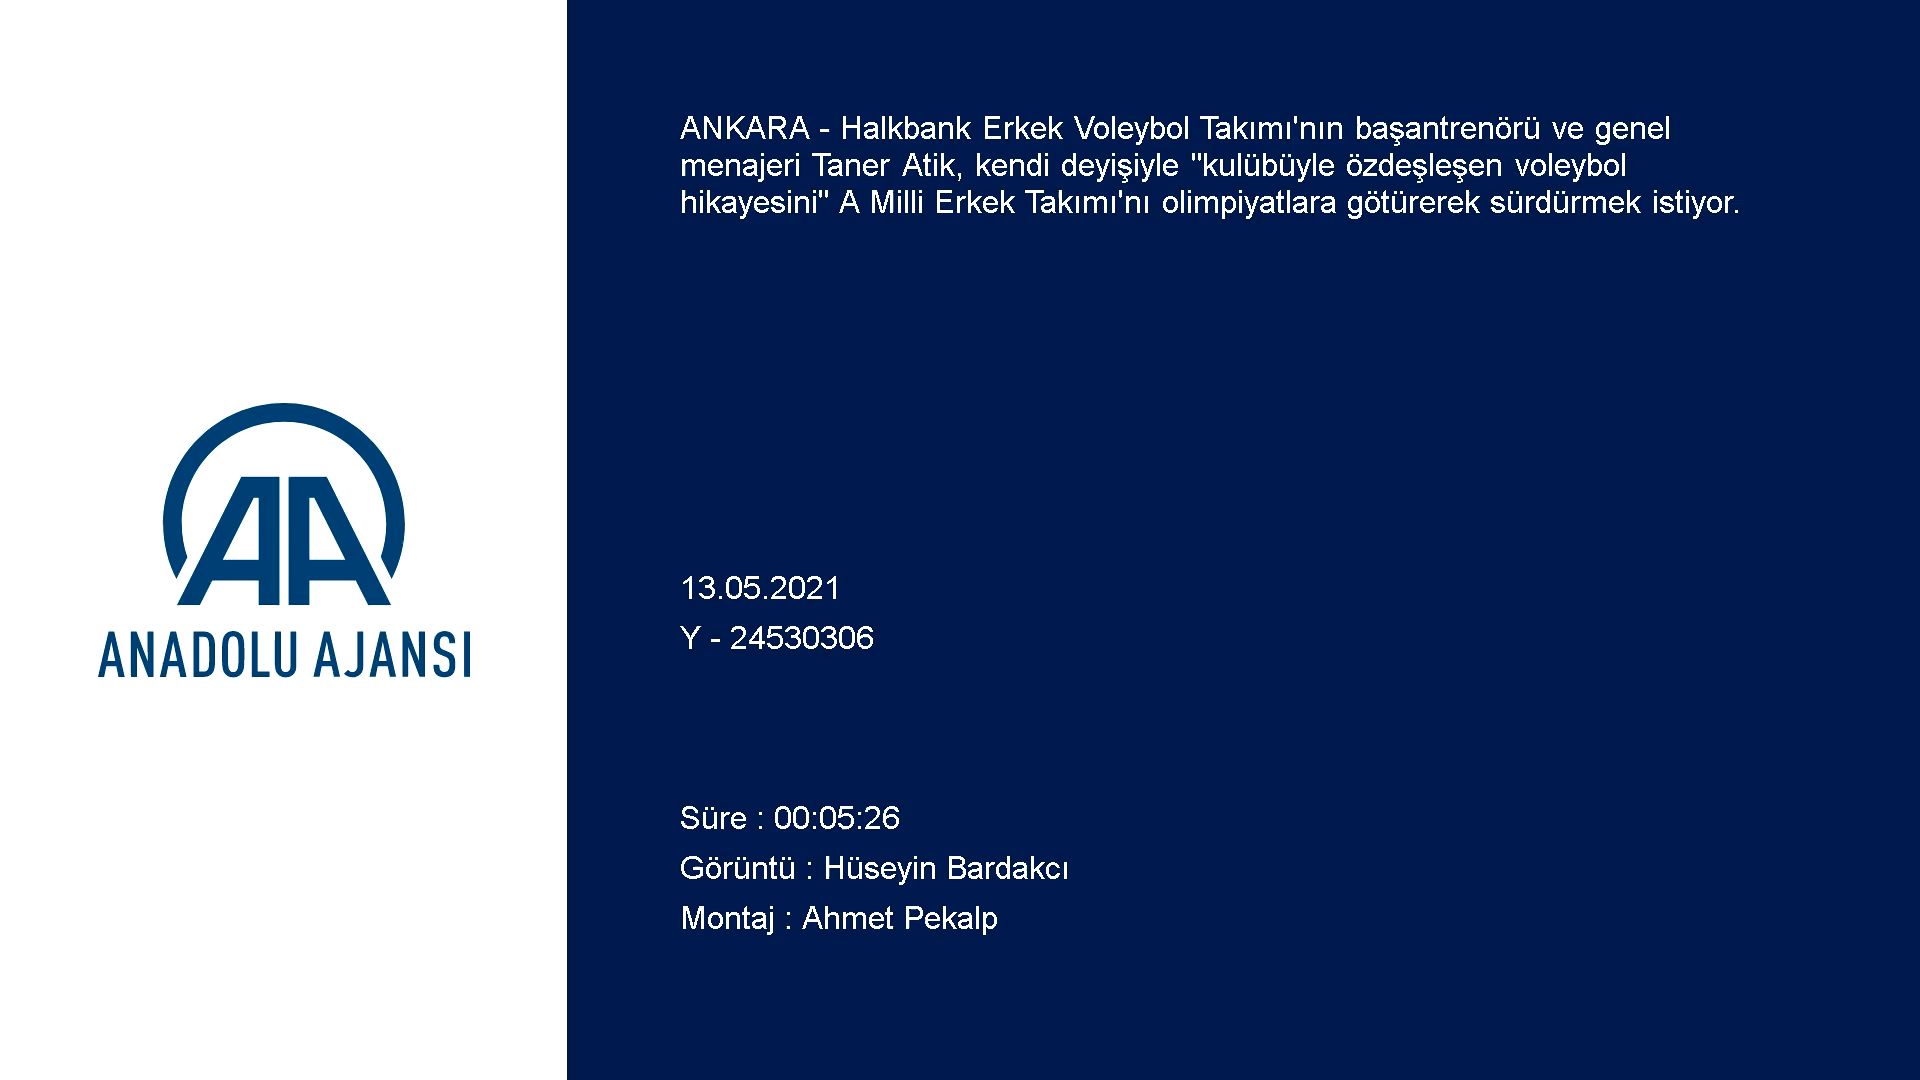 ANKARA - Halkbank Erkek Voleybol Takımı'nın başantrenörü ve genel
menajeri Taner Atik, kendi deyişiyle "kulübüyle özdeşleşen voleybol
hikayesini" A Milli Erkek Takımı'nı olimpiyatlara götürerek sürdürmek istiyor.
AA
ANADOLU AJANSI
13.05.2021
Y - 24530306
Süre : 00:05:26
Görüntü : Hüseyin Bardakcı
Montaj : Ahmet Pekalp